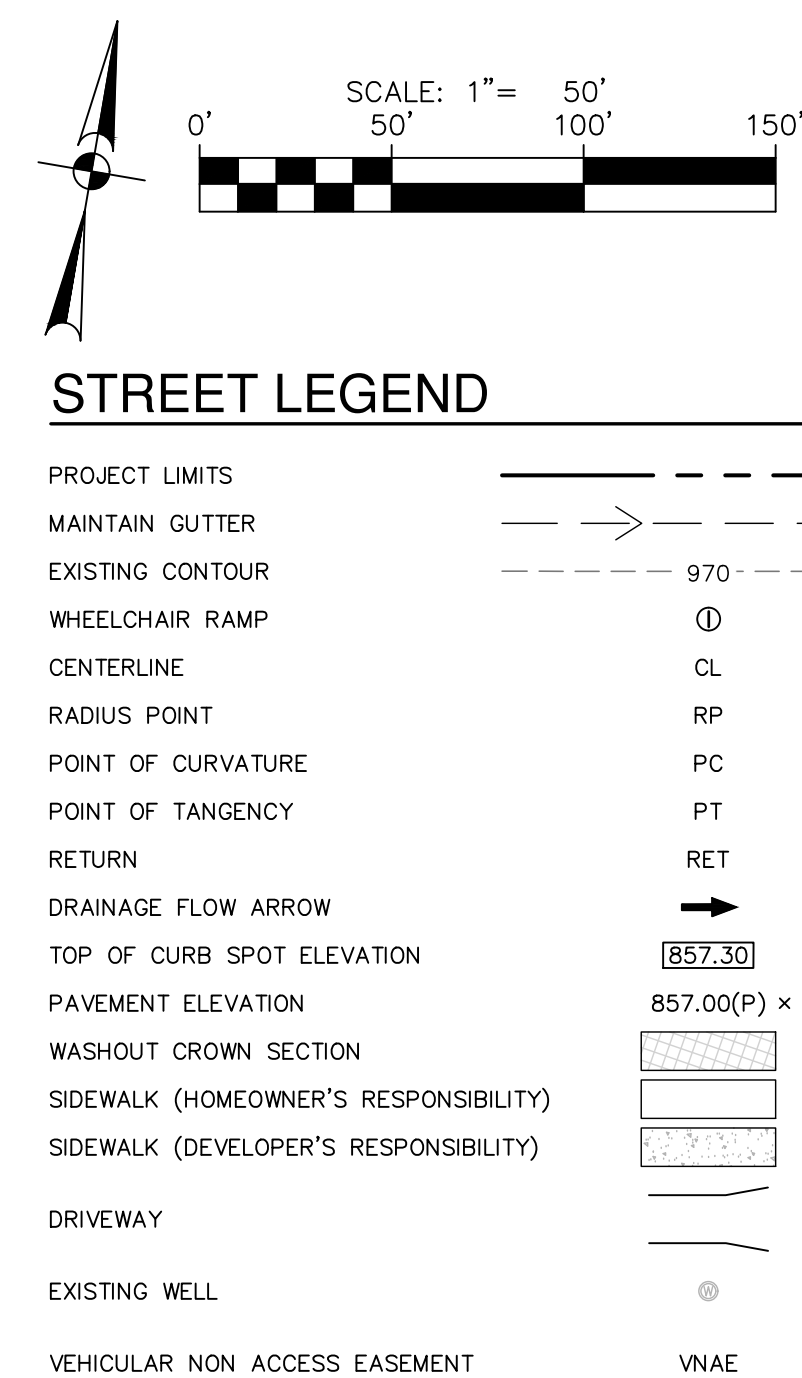 SCALE: 1"= 50'
0' 50' 100' 150'
STREET LEGEND
PROJECT LIMITS
MAINTAIN GUTTER
EXISTING CONTOUR 970
WHEELCHAIR RAMP
CENTERLINE CL
RADIUS POINT RP
POINT OF CURVATURE PC
POINT OF TANGENCY PT
RETURN RET
DRAINAGE FLOW ARROW
TOP OF CURB SPOT ELEVATION 857.30
PAVEMENT ELEVATION 857.00(P) ×
WASHOUT CROWN SECTION
SIDEWALK (HOMEOWNER'S RESPONSIBILITY)
SIDEWALK (DEVELOPER'S RESPONSIBILITY)
DRIVEWAY
EXISTING WELL W
VEHICULAR NON ACCESS EASEMENT VNAE